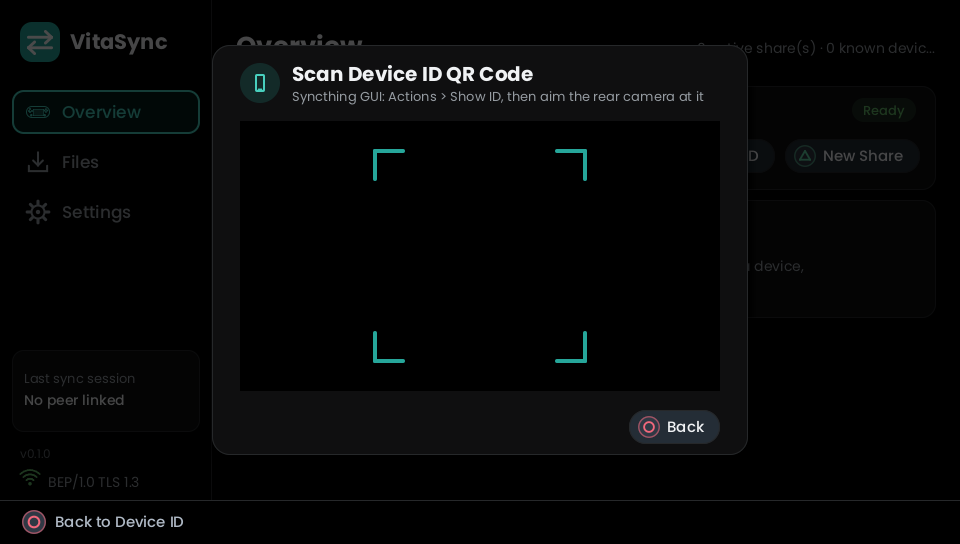 VitaSync
Overview
Files
Settings
Last sync session
No peer linked
v0.1.0
BEP/1.0 TLS 1.3
Overview
share(s) · 0 known devic...
Ready
D
New Share
device,
Scan Device ID QR Code
Syncthing GUI: Actions > Show ID, then aim the rear camera at it
Back
Back to Device ID